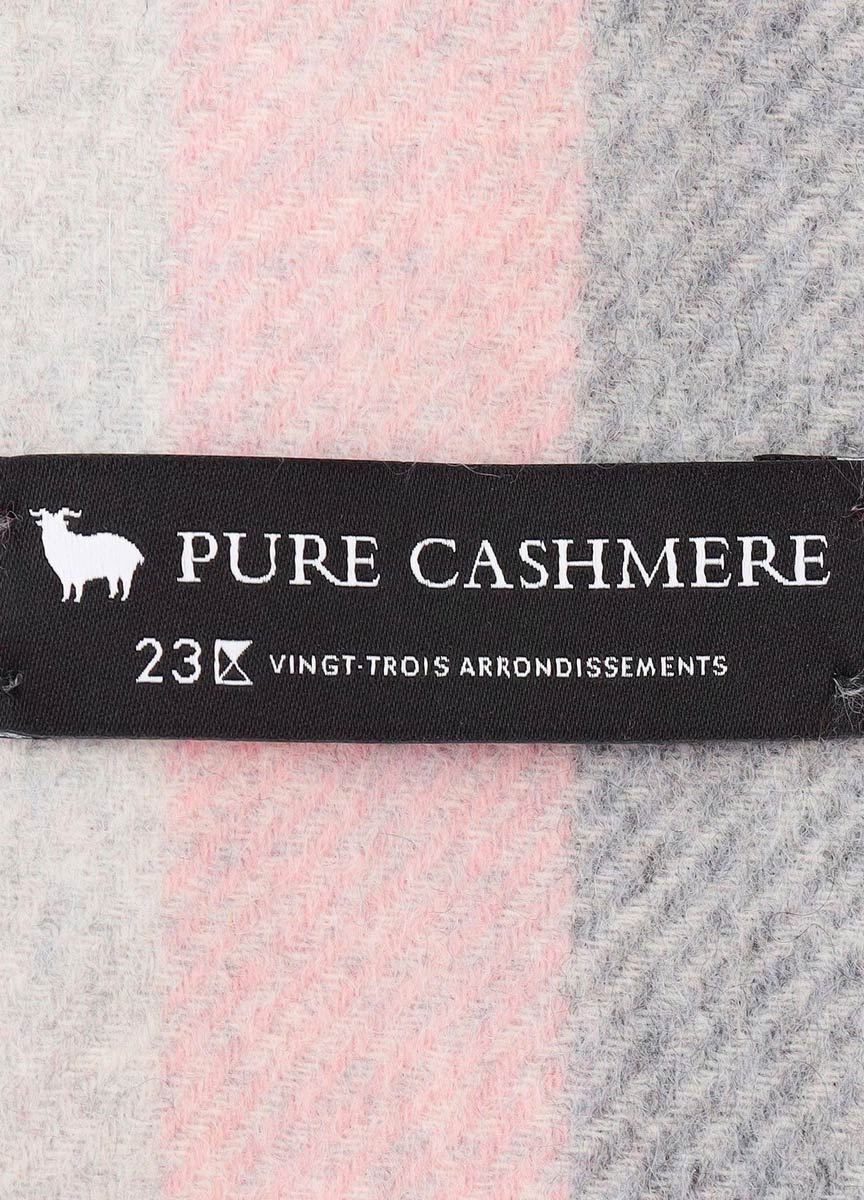 PURE CASHMERE
23 VINGT-TROIS ARRONDISSEMENTS